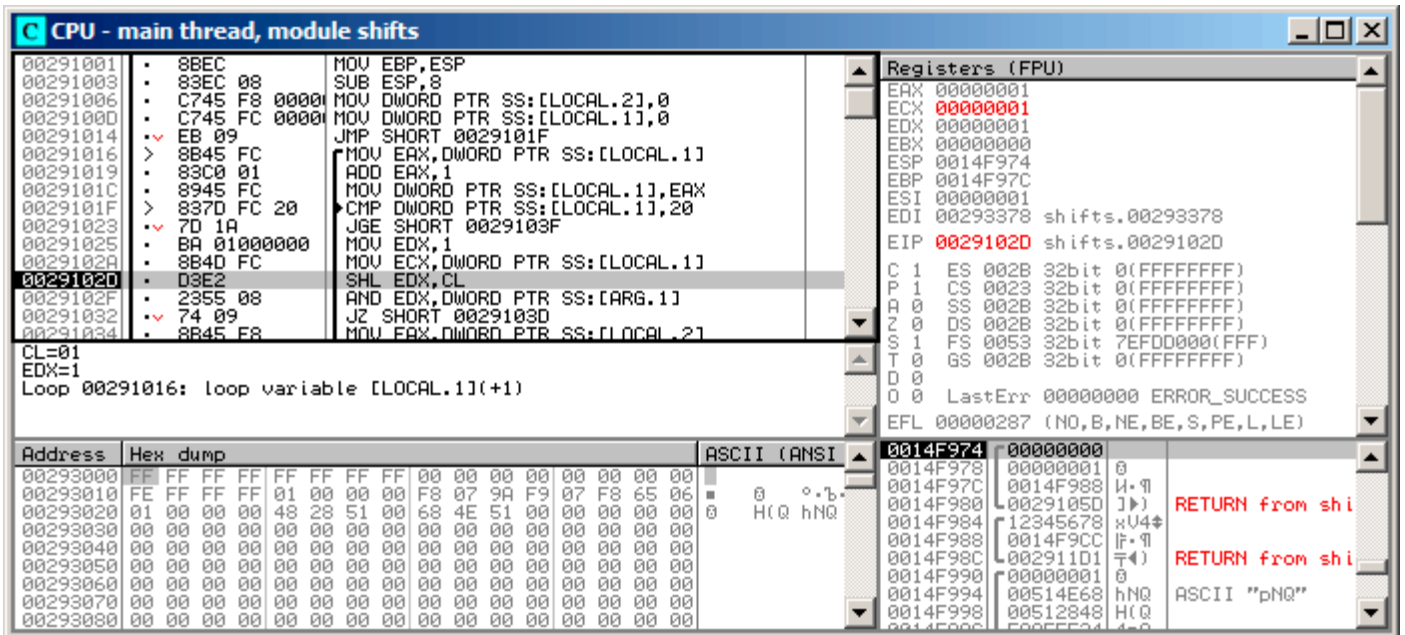 C CPU - main thread, module shifts
00291001 · 8BEC MOV EBP,ESP
00291003 · 83EC 08 SUB ESP,8
00291006 · C745 F8 0000 MOV DWORD PTR SS:[LOCAL.2],0
0029100D · C745 FC 0000 MOV DWORD PTR SS:[LOCAL.1],0
00291014 · EB 09 JMP SHORT 0029101F
00291016 > 8B45 FC MOV EAX,DWORD PTR SS:[LOCAL.1]
00291019 · 83C0 01 ADD EAX,1
0029101C · 8945 FC MOV DWORD PTR SS:[LOCAL.1],EAX
0029101F > 837D FC 20 CMP DWORD PTR SS:[LOCAL.1],20
00291023 · 7D 1A JGE SHORT 0029103F
00291025 · BA 01000000 MOV EDX,1
0029102A · 8B4D FC MOV ECX,DWORD PTR SS:[LOCAL.1]
0029102D · D3E2 SHL EDX,CL
0029102F · 2355 08 AND EDX,DWORD PTR SS:[ARG.1]
00291032 · 74 09 JZ SHORT 0029103D
00291034 · 8B45 F8 MOV EAX,DWORD PTR SS:[LOCAL.2]
CL=01
EDX=1
Loop 00291016: loop variable [LOCAL.1](+1)
Registers (FPU)
EAX 00000001
ECX 00000001
EDX 00000001
EBX 00000000
ESP 0014F974
EBP 0014F97C
ESI 00000001
EDI 00293378 shifts.00293378
EIP 0029102D shifts.0029102D
C 1 ES 002B 32bit 0(FFFFFFFF)
P 1 CS 0023 32bit 0(FFFFFFFF)
A 0 SS 002B 32bit 0(FFFFFFFF)
Z 0 DS 002B 32bit 0(FFFFFFFF)
S 1 FS 0053 32bit 7EFDD000(FFF)
T 0 GS 002B 32bit 0(FFFFFFFF)
D 0
O 0 LastErr 00000000 ERROR_SUCCESS
EFL 00000287 (NO,B,NE,BE,S,PE,L,LE)
Address Hex dump ASCII (ANSI
00293000 FF FF FF FF FF FF FF FF 00 00 00 00 00 00 00 00
00293010 FE FF FF FF 01 00 00 00 F8 07 9A F9 07 F8 65 06
00293020 01 00 00 00 48 28 51 00 68 4E 51 00 00 00 00 00 H(Q hNQ
00293030 00 00 00 00 00 00 00 00 00 00 00 00 00 00 00 00
00293040 00 00 00 00 00 00 00 00 00 00 00 00 00 00 00 00
00293050 00 00 00 00 00 00 00 00 00 00 00 00 00 00 00 00
00293060 00 00 00 00 00 00 00 00 00 00 00 00 00 00 00 00
00293070 00 00 00 00 00 00 00 00 00 00 00 00 00 00 00 00
00293080 00 00 00 00 00 00 00 00 00 00 00 00 00 00 00 00
0014F974 00000000
0014F978 00000001
0014F97C 0014F988
0014F980 0029105D RETURN from shi
0014F984 12345678 xV4
0014F988 0014F9CC
0014F98C 002911D1 RETURN from shi
0014F990 00000001
0014F994 00514E68 hNQ ASCII "pNQ"
0014F998 00512848 H(Q